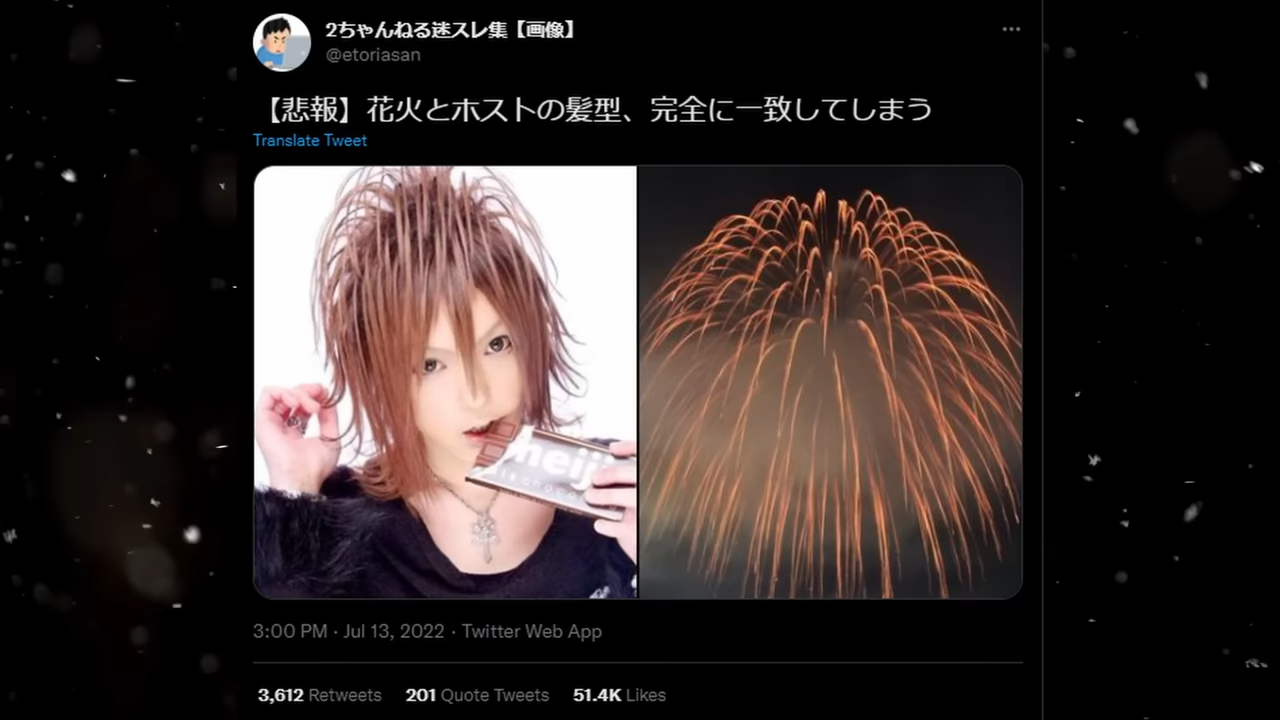 2ちゃんねる迷スレ集【画像】
@etoriasan
【悲報】花火とホストの髪型、完全に一致してしまう
Translate Tweet
3:00 PM · Jul 13, 2022 · Twitter Web App
3,612 Retweets 201 Quote Tweets 51.4K Likes